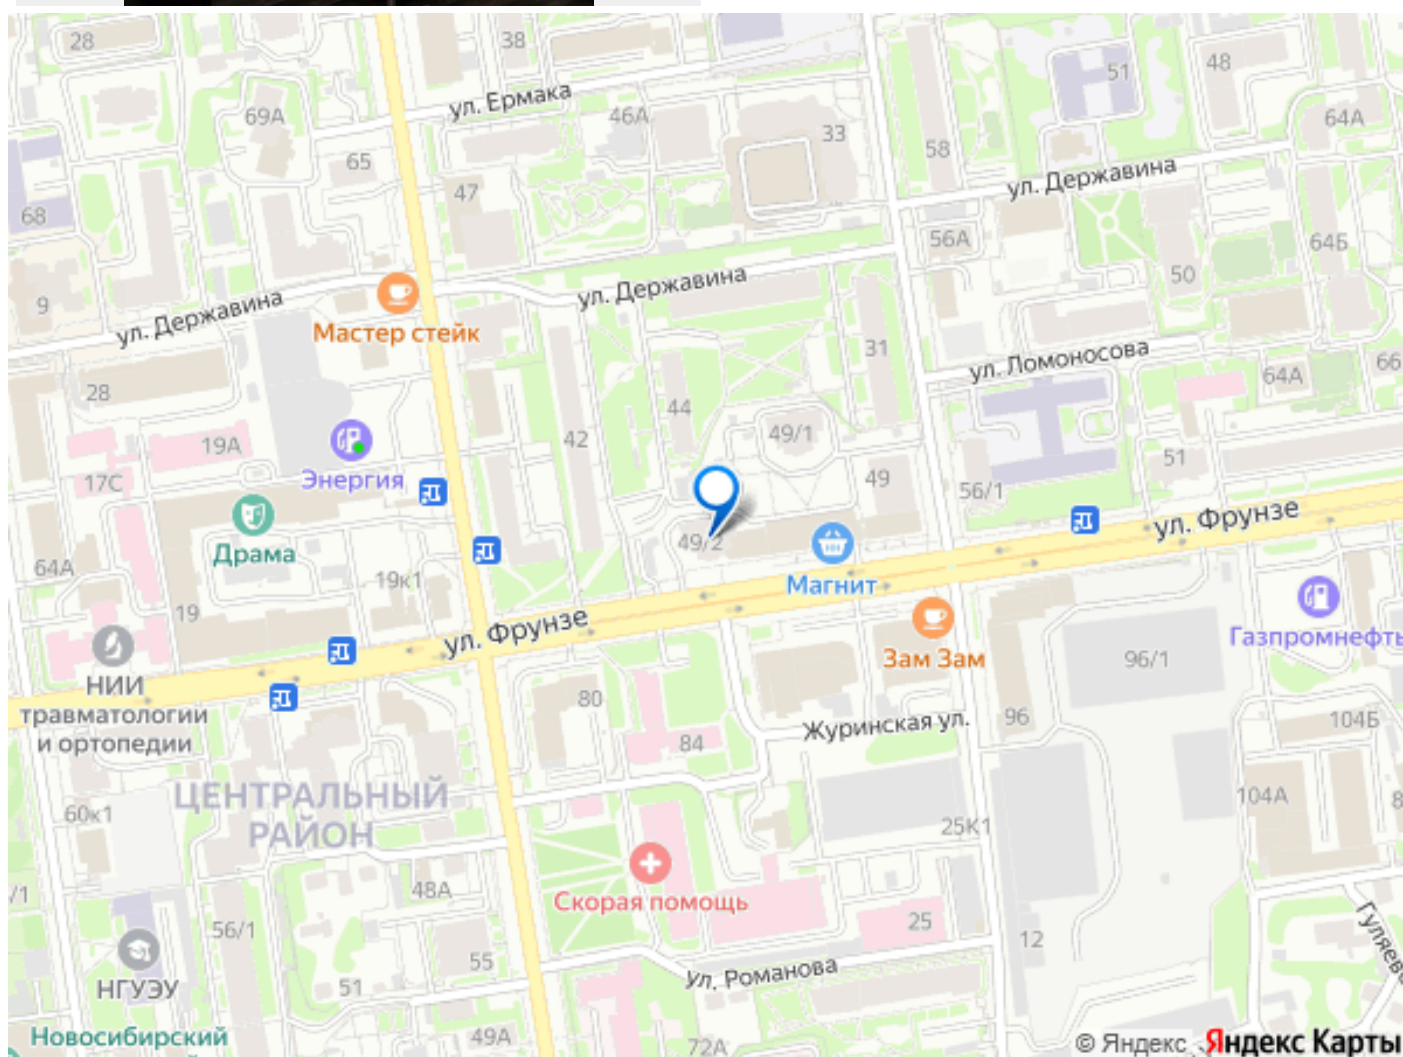 28
38
51
48
ул. Ермака
69А
46А
33
64А
65
58
ул. Державина
47
68
56А
64Б
50
9
ул. Державина
ул. Державина
Мастер стейк
31
ул. Ломоносова
66
64А
28
44
42
49/1
19А
51
17С
Энергия
49
56/1
ул. Фрунзе
Драма
49/2
64А
19к1
Магнит
19
ул. Фрунзе
Зам Зам
Газпромнефть
96/1
НИИ
травматологии
и ортопедии
80
84
Журинская ул.
96
104Б
ЦЕНТРАЛЬНЫЙ
РАЙОН
60к1
104А
8
25К1
/1
48А
Скорая помощь
56/1
25
12
Гуляев
55
ул. Романова
НГУЭУ
51
Новосибирский
49А
72А
© Яндекс Яндекс Карты